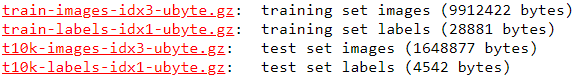 train-images-idx3-ubyte.gz: training set images (9912422 bytes)
train-labels-idx1-ubyte.gz: training set labels (28881 bytes)
t10k-images-idx3-ubyte.gz: test set images (1648877 bytes)
t10k-labels-idx1-ubyte.gz: test set labels (4542 bytes)